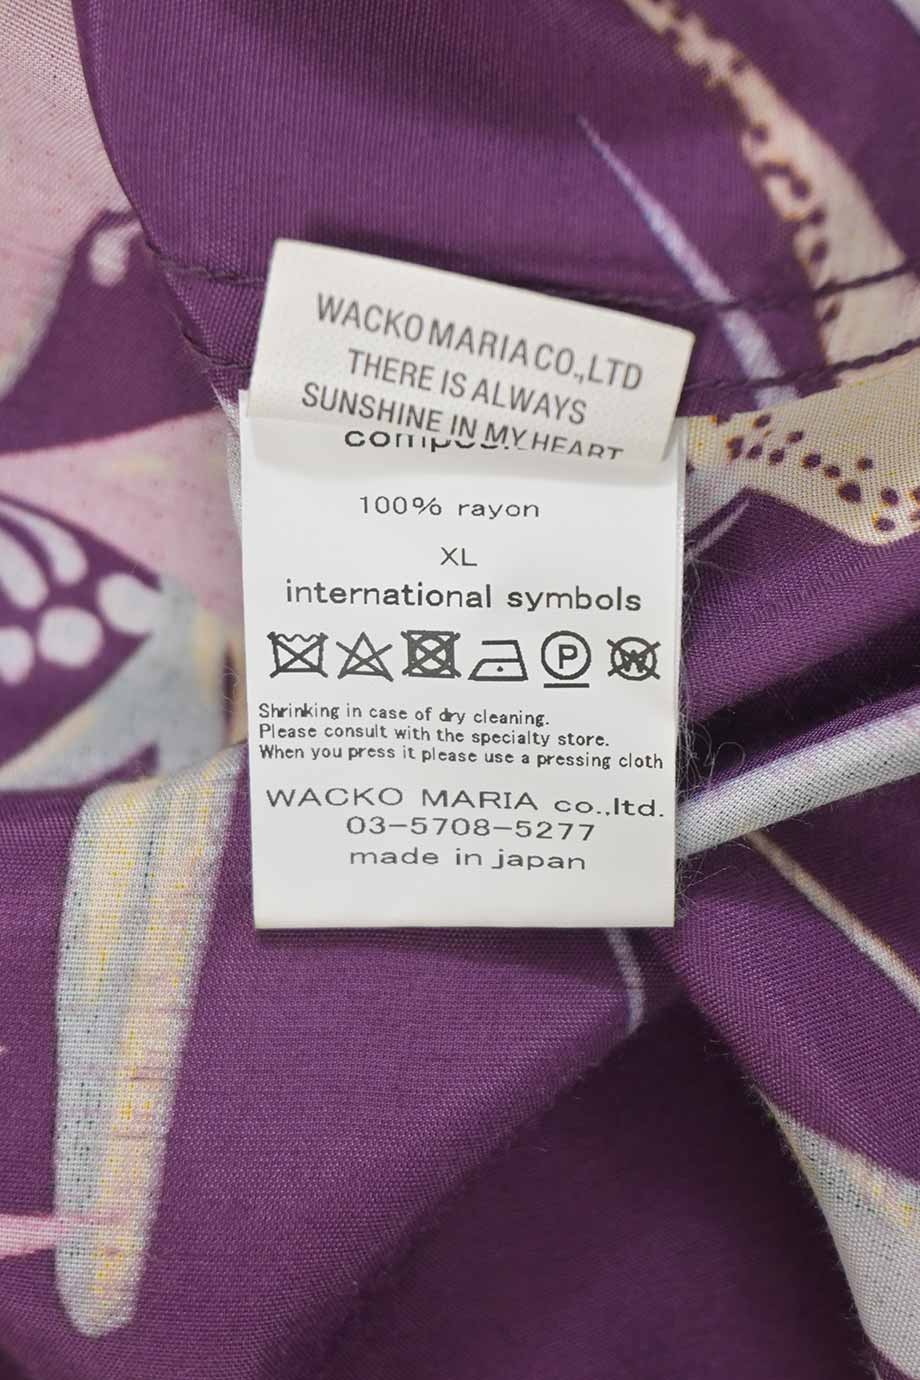 WACKO MARIA CO.,LTD
THERE IS ALWAYS
SUNSHINE IN MY HEART
100% rayon
XL
international symbols
P
W
Shrinking in case of dry cleaning.
Please consult with the specialty store.
When you press it please use a pressing cloth
WACKO MARIA co.,ltd.
03-5708-5277
made in japan